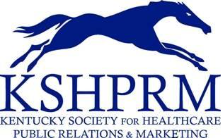 KSHPRM
KENTUCKY SOCIETY FOR HEALTHCARE
PUBLIC RELATIONS & MARKETING